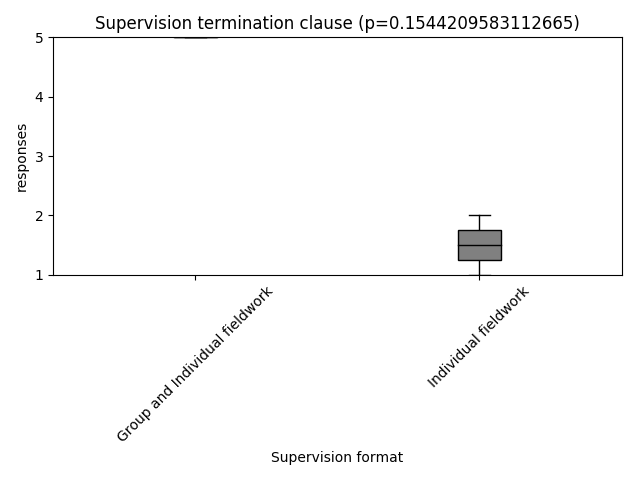 Supervision termination clause (p=0.1544209583112665)
5
4
3
2
1
responses
Group and Individual fieldwork
Individual fieldwork
Supervision format